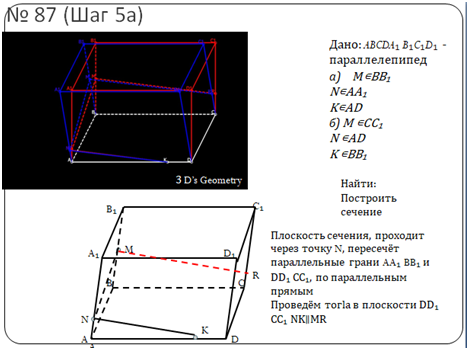 № 87 (Шаг 5а)
3 D's Geometry
Дано: ABCDA₁ B₁C₁D₁ -
параллелепипед
а) M∈BB₁
N∈AA₁
K∈AD
б) M ∈CC₁
N ∈AD
K ∈BB₁
Найти:
Построить
сечение
Плоскость сечения, проходит
через точку N, пересечёт
параллельные грани AA₁ BB₁ и
DD₁ CC₁, по параллельным
прямым
Проведём тогlа в плоскости DD₁
CC₁ NK∥MR
B₁
C₁
A₁
M
D₁
R
B
C
N
K
A
D